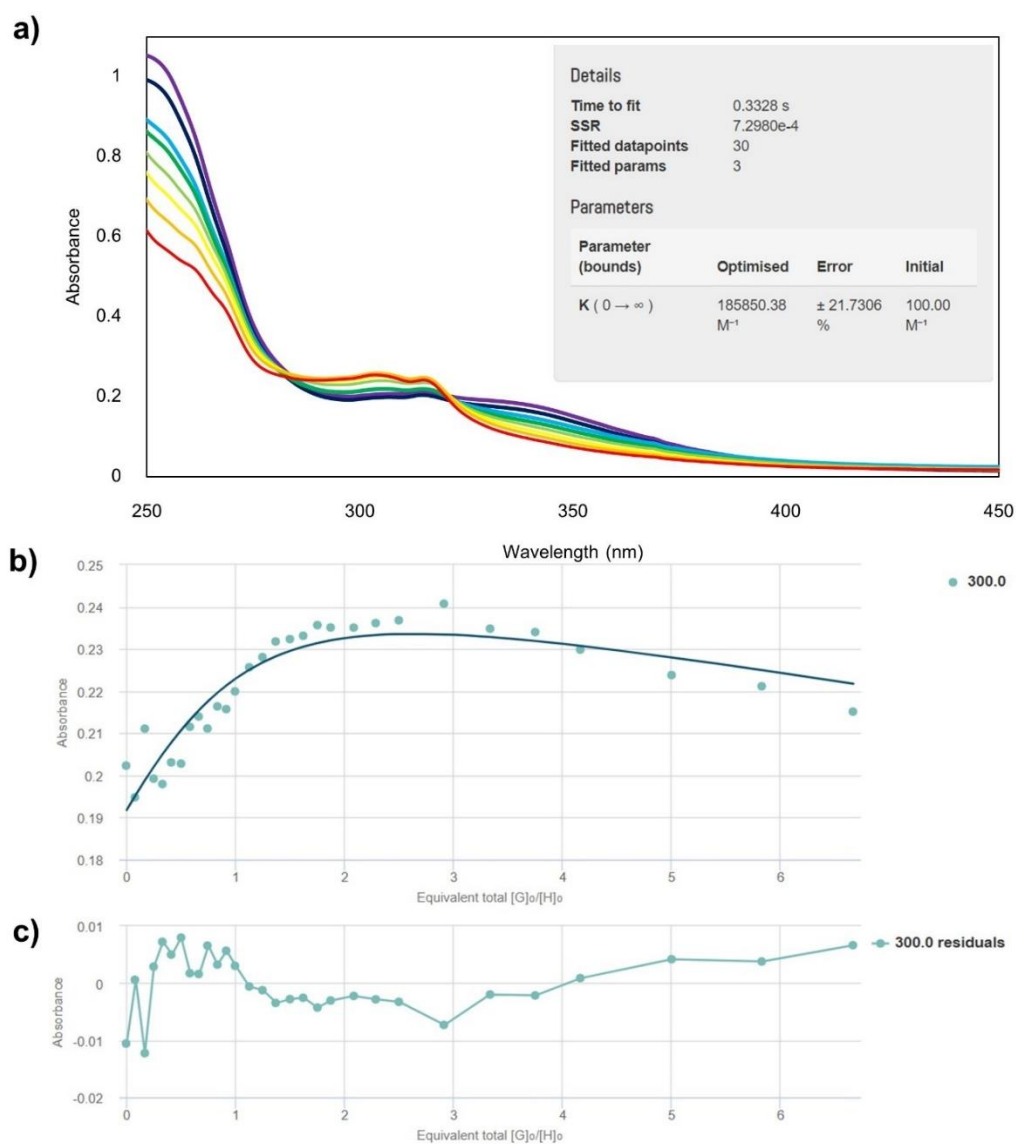 a)
Details
Time to fit 0.3328 s
SSR 7.2980e-4
Fitted datapoints 30
Fitted params 3
Parameters
Parameter (bounds) Optimised Error Initial
K ( 0 → ∞ ) 185850.38 M⁻¹ ± 21.7306 % 100.00 M⁻¹
Absorbance
1
0.8
0.6
0.4
0.2
0
250 300 350 400 450
Wavelength (nm)
b)
300.0
Absorbance
0.25
0.24
0.23
0.22
0.21
0.2
0.19
0.18
0 1 2 3 4 5 6
Equivalent total [G]₀/[H]₀
c)
300.0 residuals
Absorbance
0.01
0
-0.01
-0.02
0 1 2 3 4 5 6
Equivalent total [G]₀/[H]₀